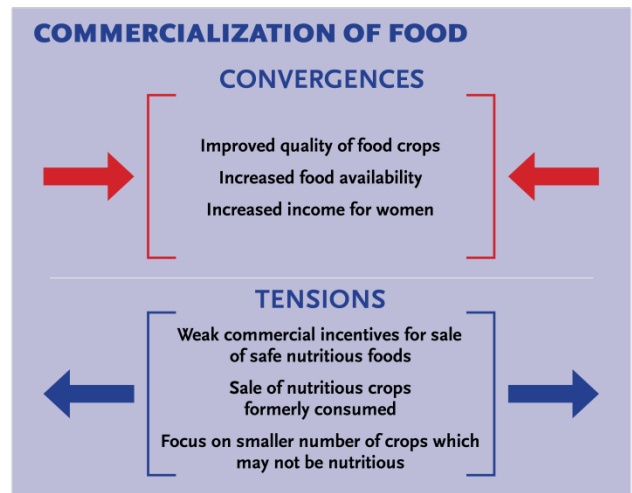 COMMERCIALIZATION OF FOOD
CONVERGENCES
Improved quality of food crops
Increased food availability
Increased income for women
TENSIONS
Weak commercial incentives for sale
of safe nutritious foods
Sale of nutritious crops
formerly consumed
Focus on smaller number of crops which
may not be nutritious